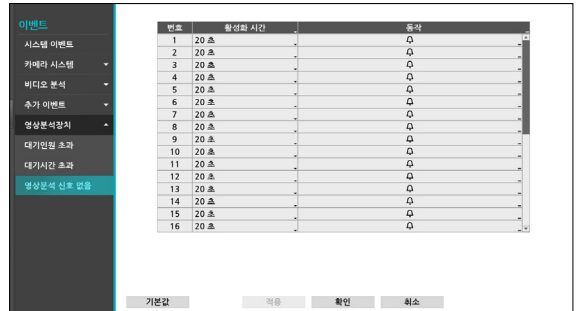 이벤트
시스템 이벤트
카메라 시스템
비디오 분석
추가 이벤트
영상분석장치
대기인원 초과
대기시간 초과
영상분석 신호 없음
번호 활성화 시간 동작
1 20 초
2 20 초
3 20 초
4 20 초
5 20 초
6 20 초
7 20 초
8 20 초
9 20 초
10 20 초
11 20 초
12 20 초
13 20 초
14 20 초
15 20 초
16 20 초
기본값 적용 확인 취소